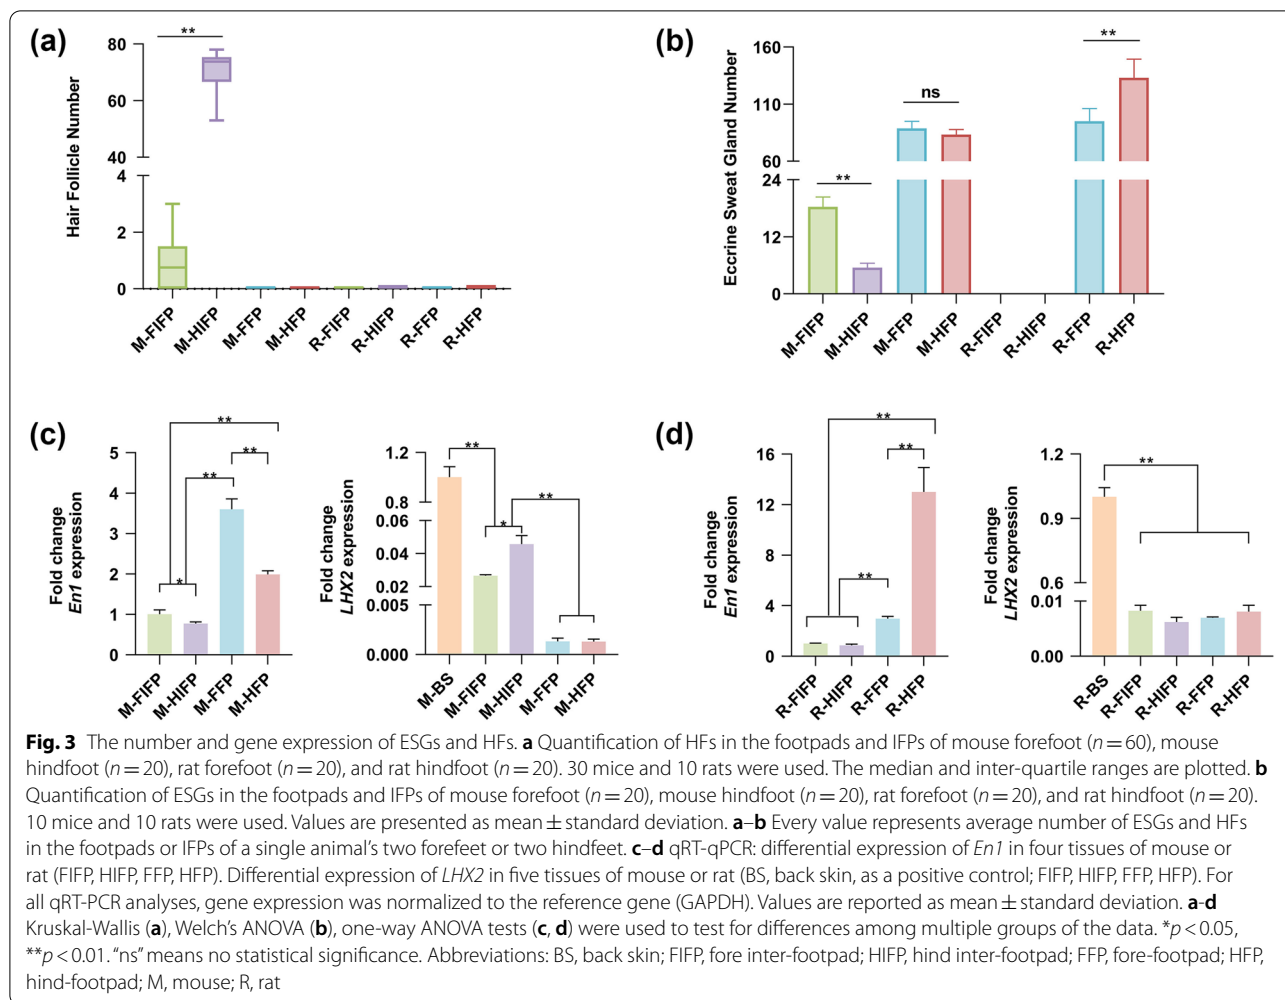 (a)
Hair Follicle Number
80
60
40
4
2
0
**
M-FIFP
M-HIFP
M-FFP
M-HFP
R-FIFP
R-HIFP
R-FFP
R-HFP
(b)
Eccrine Sweat Gland Number
160
110
60
24
12
0
**
ns
**
M-FIFP
M-HIFP
M-FFP
M-HFP
R-FIFP
R-HIFP
R-FFP
R-HFP
(c)
Fold change
En1 expression
5
4
3
2
1
0
**
**
**
*
M-FIFP
M-HIFP
M-FFP
M-HFP
Fold change
LHX2 expression
1.2
1.0
0.8
0.06
0.04
0.02
0.005
0.000
**
**
*
M-BS
M-FIFP
M-HIFP
M-FFP
M-HFP
(d)
Fold change
En1 expression
16
12
8
4
0
**
**
**
R-FIFP
R-HIFP
R-FFP
R-HFP
Fold change
LHX2 expression
1.2
0.9
0.6
0.01
0.00
**
R-BS
R-FIFP
R-HIFP
R-FFP
R-HFP
Fig. 3 The number and gene expression of ESGs and HFs. a Quantification of HFs in the footpads and IFPs of mouse forefoot (n = 60), mouse
hindfoot (n = 20), rat forefoot (n = 20), and rat hindfoot (n = 20). 30 mice and 10 rats were used. The median and inter-quartile ranges are plotted. b
Quantification of ESGs in the footpads and IFPs of mouse forefoot (n = 20), mouse hindfoot (n = 20), rat forefoot (n = 20), and rat hindfoot (n = 20).
10 mice and 10 rats were used. Values are presented as mean ± standard deviation. a–b Every value represents average number of ESGs and HFs
in the footpads or IFPs of a single animal's two forefeet or two hindfeet. c–d qRT-qPCR: differential expression of En1 in four tissues of mouse or
rat (FIFP, HIFP, FFP, HFP). Differential expression of LHX2 in five tissues of mouse or rat (BS, back skin, as a positive control; FIFP, HIFP, FFP, HFP). For
all qRT-PCR analyses, gene expression was normalized to the reference gene (GAPDH). Values are reported as mean ± standard deviation. a-d
Kruskal-Wallis (a), Welch's ANOVA (b), one-way ANOVA tests (c, d) were used to test for differences among multiple groups of the data. *p < 0.05,
**p < 0.01. "ns" means no statistical significance. Abbreviations: BS, back skin; FIFP, fore inter-footpad; HIFP, hind inter-footpad; FFP, fore-footpad; HFP,
hind-footpad; M, mouse; R, rat